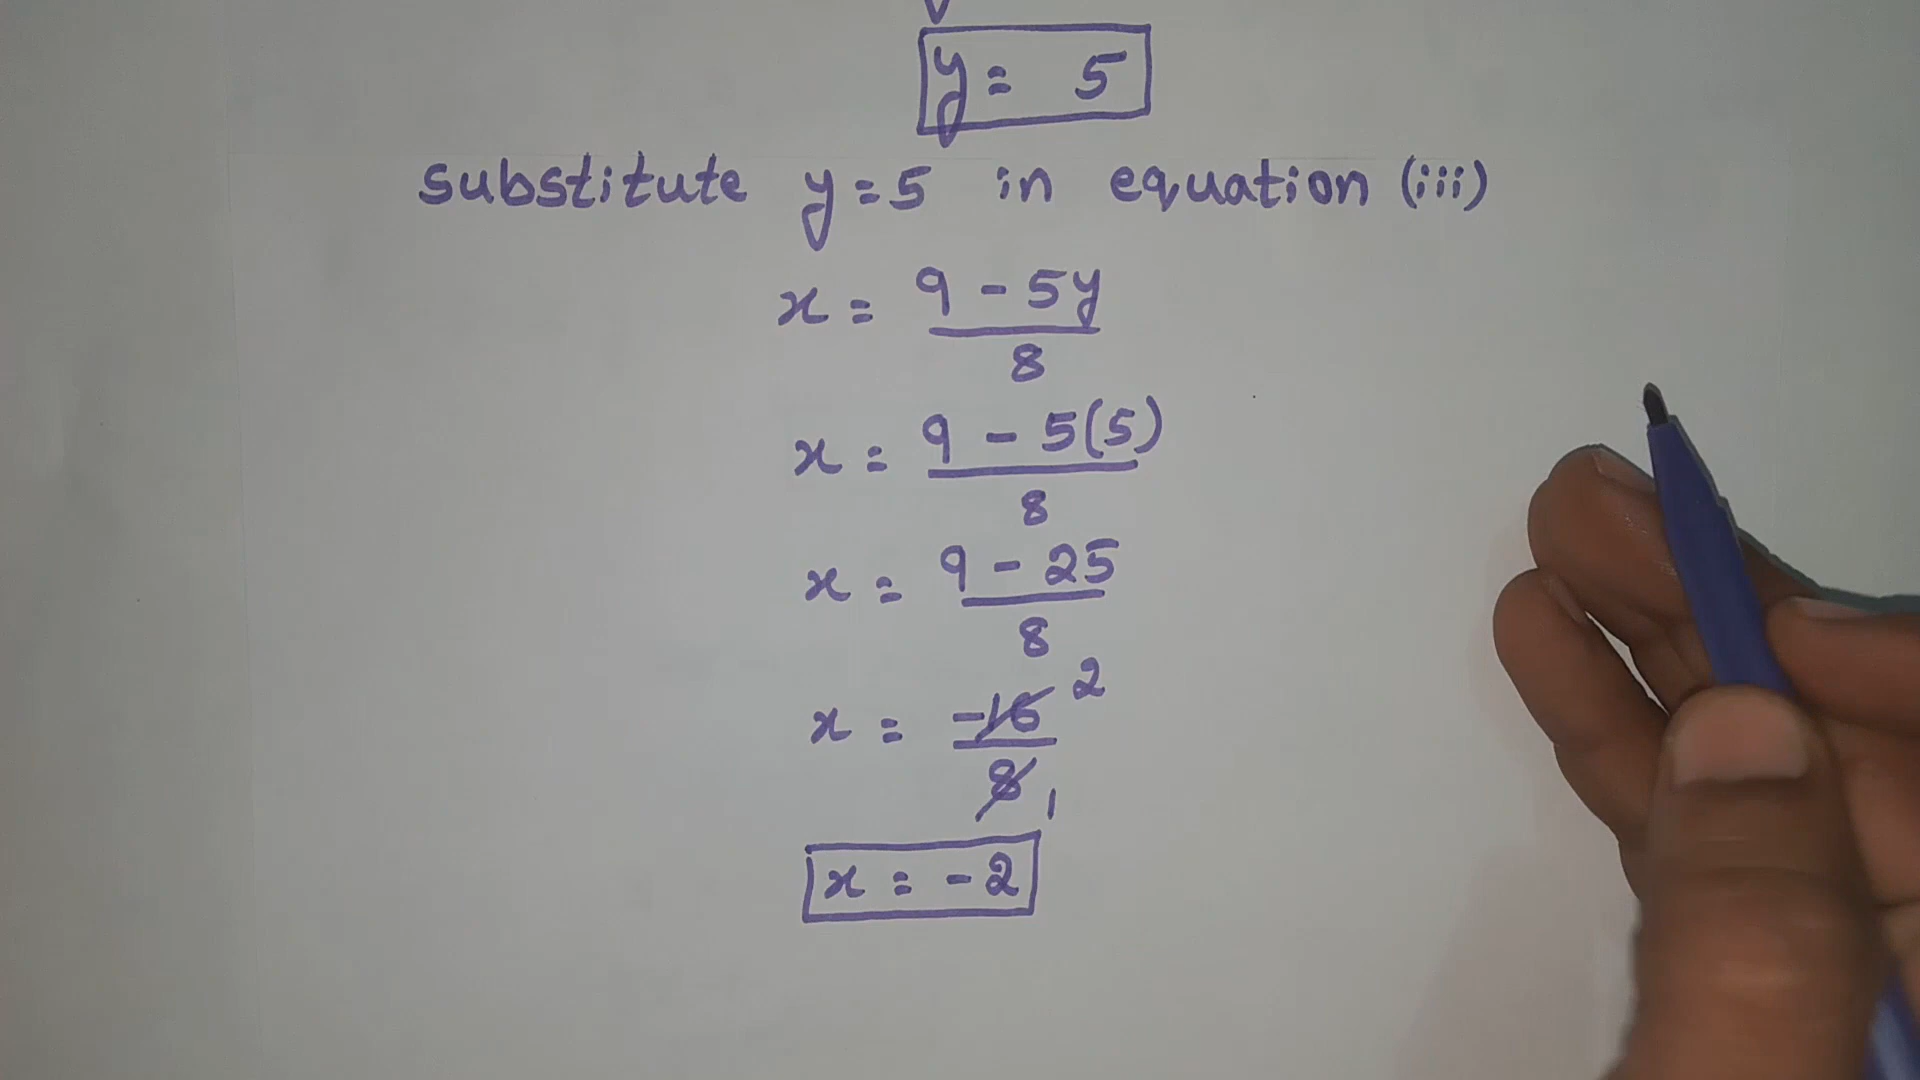 y = 5
substitute y = 5 in equation (iii)
x = 9 - 5y
8
x = 9 - 5(5)
8
x = 9 - 25
8
x = -16 2
8 1
x = -2